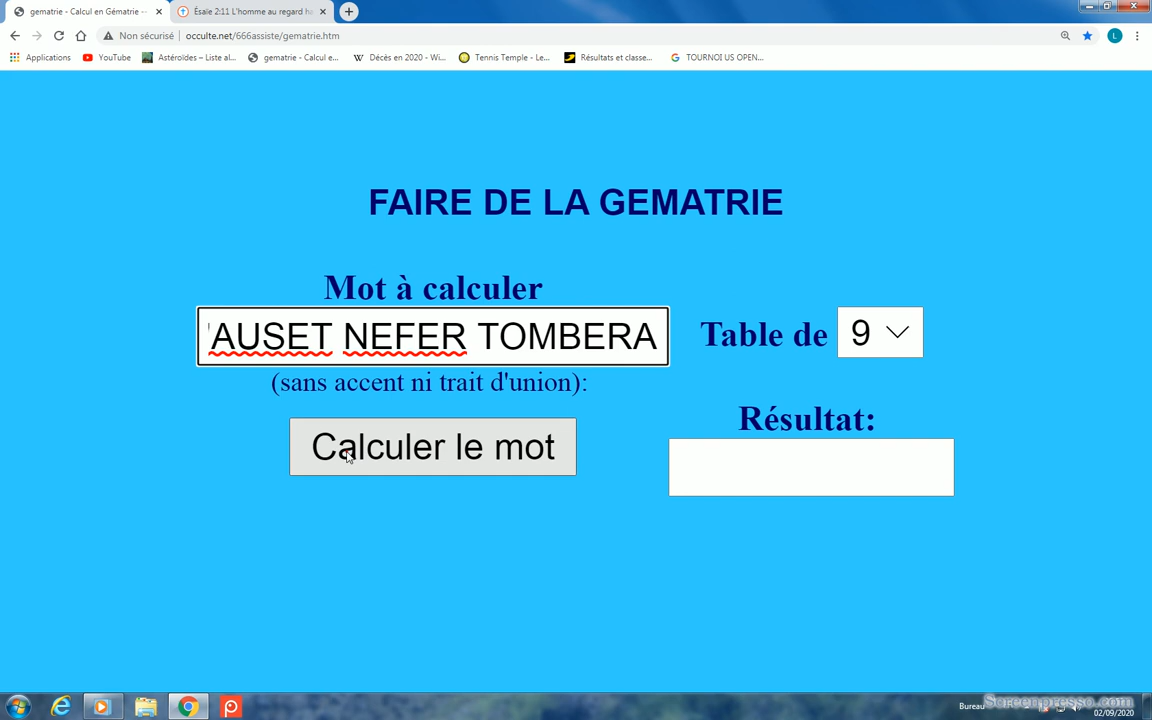 gematrie - Calcul en Gématrie -
Ésaïe 2:11 L'homme au regard ha
Non sécurisé | occulte.net/666assiste/gematrie.htm
L
Applications YouTube Astéroïdes – Liste al... gematrie - Calcul e... Décès en 2020 - Wi... Tennis Temple - Le... Résultats et classe... TOURNOI US OPEN...
FAIRE DE LA GEMATRIE
Mot à calculer
'AUSET NEFER TOMBERA
Table de 9
(sans accent ni trait d'union):
Résultat:
Calculer le mot
Bureau
Screenpresso.com
02/09/2020